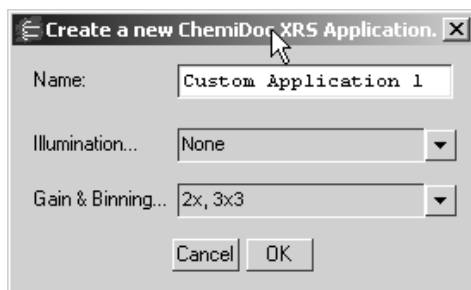 Create a new ChemiDoc XRS Application.
Name: Custom Application 1
Illumination... None
Gain & Binning... 2x, 3x3
Cancel OK